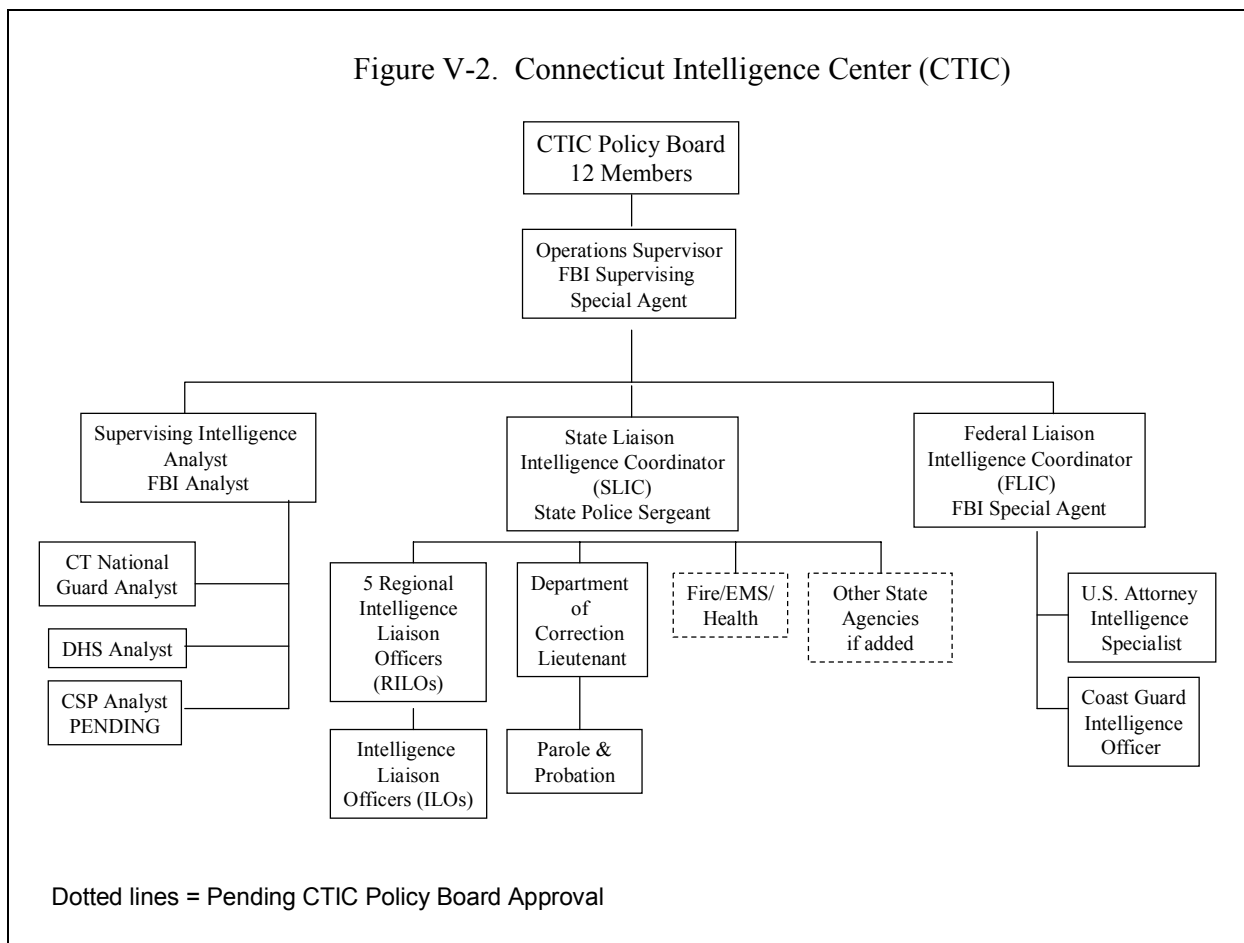 Figure V-2.  Connecticut Intelligence Center (CTIC)
CTIC Policy Board
12 Members
Operations Supervisor
FBI Supervising
Special Agent
Supervising Intelligence
Analyst
FBI Analyst
State Liaison
Intelligence Coordinator
(SLIC)
State Police Sergeant
Federal Liaison
Intelligence Coordinator
(FLIC)
FBI Special Agent
CT National
Guard Analyst
DHS Analyst
CSP Analyst
PENDING
5 Regional
Intelligence
Liaison
Officers
(RILOs)
Intelligence
Liaison
Officers (ILOs)
Department
of
Correction
Lieutenant
Parole &
Probation
Fire/EMS/
Health
Other State
Agencies
if added
U.S. Attorney
Intelligence
Specialist
Coast Guard
Intelligence
Officer
Dotted lines = Pending CTIC Policy Board Approval